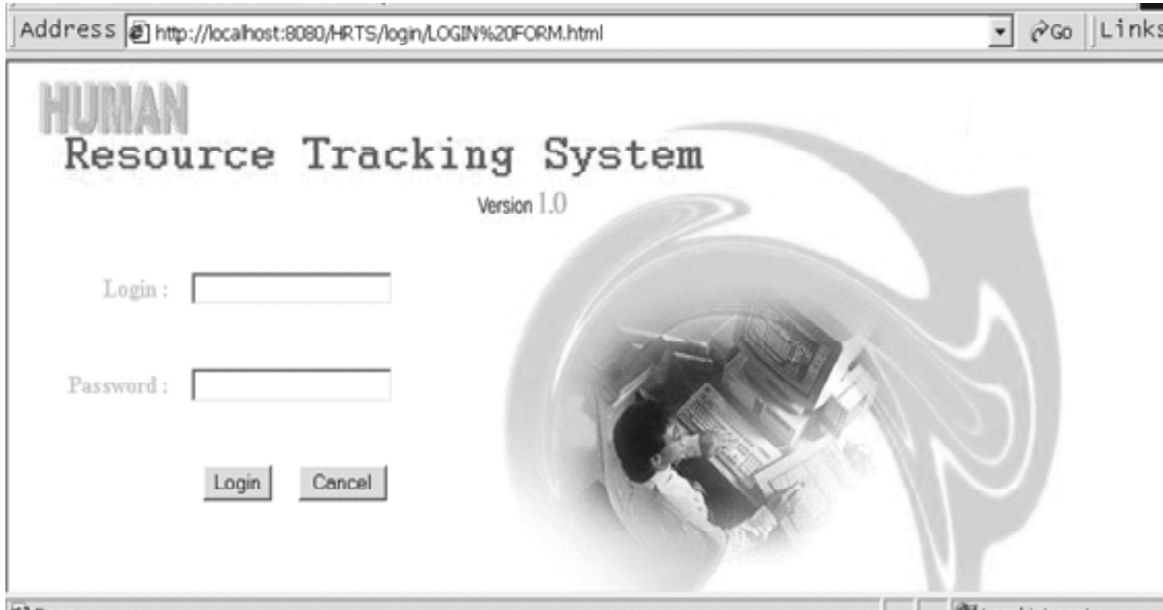 Address http://localhost:8080/HRTS/login/LOGIN%20FORM.html Go Links
HUMAN
Resource Tracking System
Version 1.0
Login :
Password :
Login Cancel